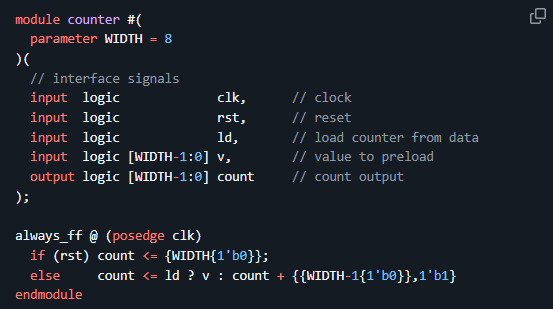 module counter #(
  parameter WIDTH = 8
)(
  // interface signals
  input  logic             clk,      // clock
  input  logic             rst,      // reset
  input  logic             ld,       // load counter from data
  input  logic [WIDTH-1:0] v,        // value to preload
  output logic [WIDTH-1:0] count     // count output
);

always_ff @ (posedge clk)
  if (rst) count <= {WIDTH{1'b0}};
  else     count <= ld ? v : count + {{WIDTH-1{1'b0}},1'b1}
endmodule